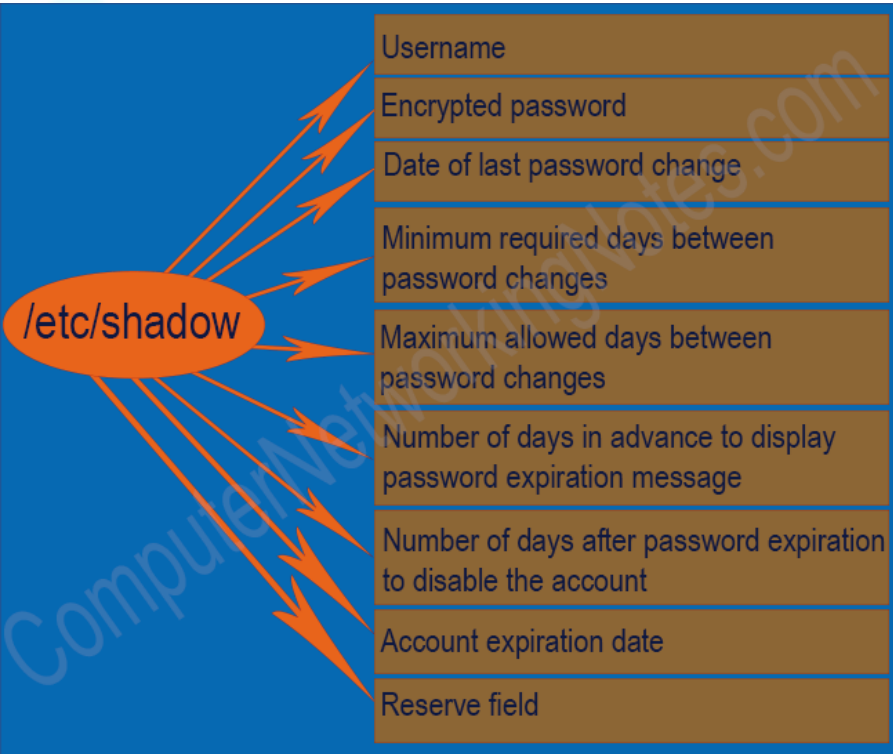 Username
Encrypted password
Date of last password change
Minimum required days between
password changes
/etc/shadow
Maximum allowed days between
password changes
Number of days in advance to display
password expiration message
Number of days after password expiration
to disable the account
Account expiration date
Reserve field
ComputerNetworkingNotes.com